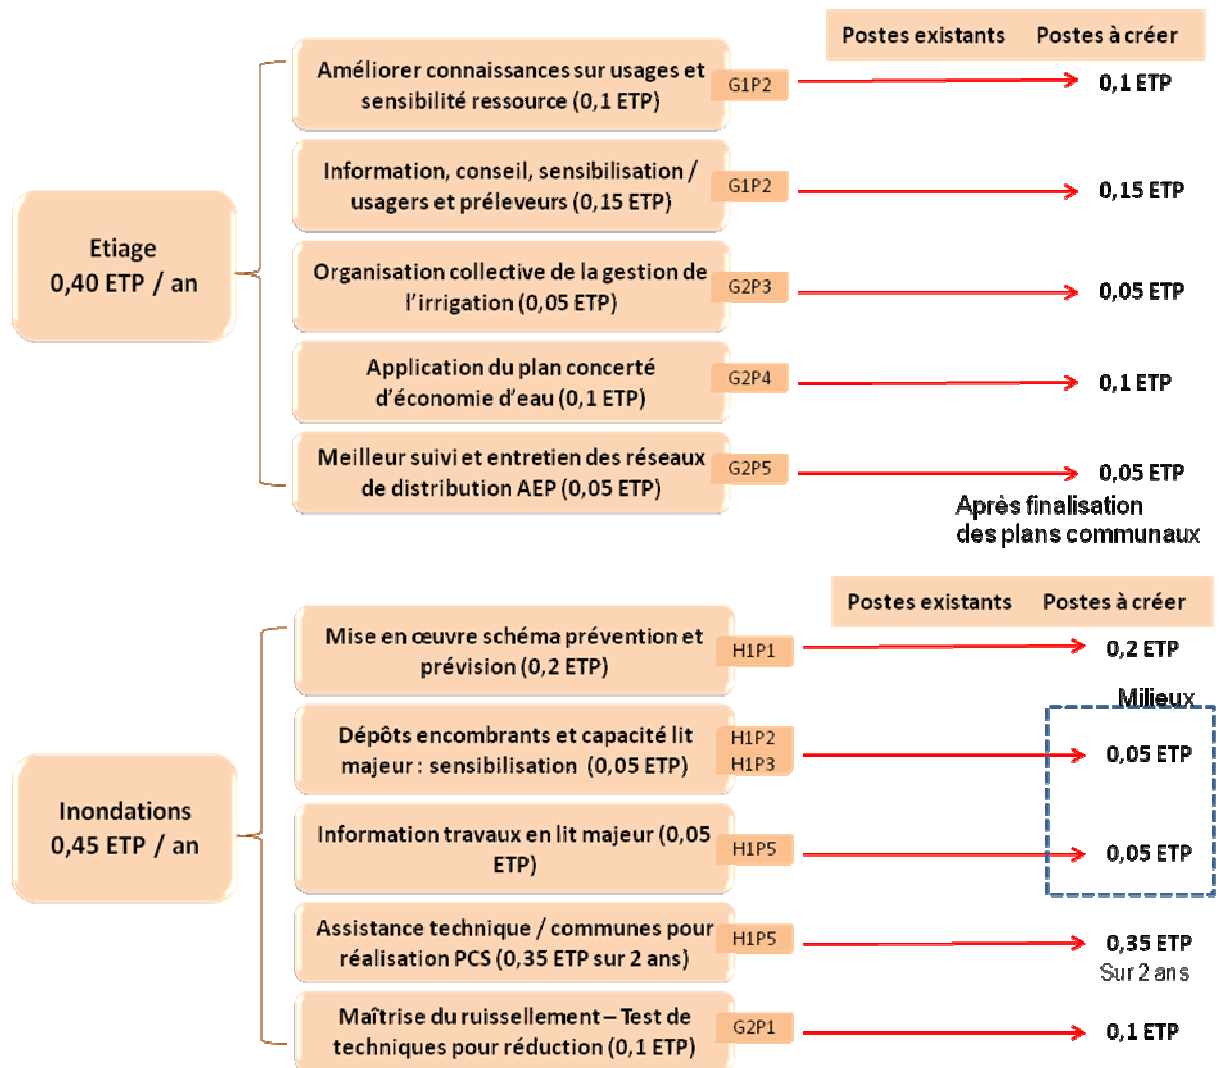 Postes existants Postes à créer
Améliorer connaissances sur usages et
sensibilité ressource (0,1 ETP)
G1P2
0,1 ETP
Information, conseil, sensibilisation /
usagers et préleveurs (0,15 ETP)
G1P2
0,15 ETP
Etiage
0,40 ETP / an
Organisation collective de la gestion de
l'irrigation (0,05 ETP)
G2P3
0,05 ETP
Application du plan concerté
d'économie d'eau (0,1 ETP)
G2P4
0,1 ETP
Meilleur suivi et entretien des réseaux
de distribution AEP (0,05 ETP)
G2P5
0,05 ETP
Après finalisation
des plans communaux
Postes existants Postes à créer
Mise en œuvre schéma prévention et
prévision (0,2 ETP)
H1P1
0,2 ETP
Milieux
Dépôts encombrants et capacité lit
majeur : sensibilisation (0,05 ETP)
H1P2
H1P3
0,05 ETP
Inondations
0,45 ETP / an
Information travaux en lit majeur (0,05
ETP)
H1P5
0,05 ETP
Assistance technique / communes pour
réalisation PCS (0,35 ETP sur 2 ans)
H1P5
0,35 ETP
Sur 2 ans
Maîtrise du ruissellement – Test de
techniques pour réduction (0,1 ETP)
G2P1
0,1 ETP